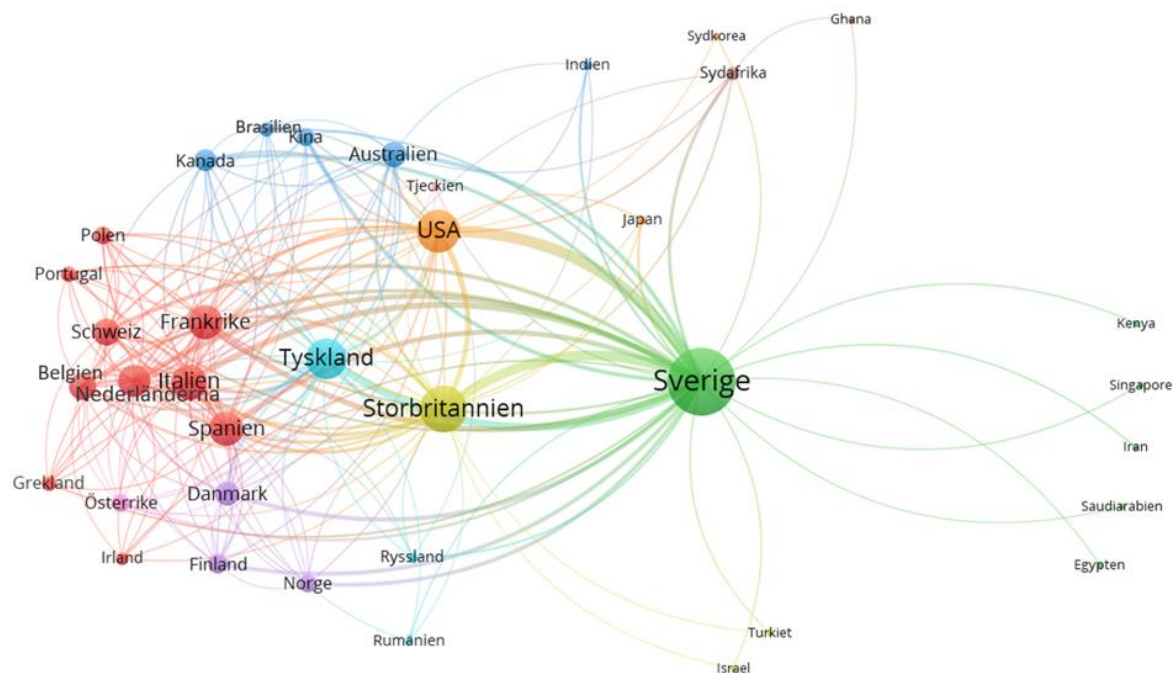 Ghana
Sydkorea
Indien
Sydafrika
Brasilien
Kina
Kanada
Australien
Tjeckien
Japan
USA
Polen
Portugal
Frankrike
Schweiz
Kenya
Tyskland
Belgien
Italien
Sverige
Singapore
Nederländerna
Storbritannien
Spanien
Iran
Grekland
Danmark
Österrike
Saudiarabien
Irland
Finland
Ryssland
Egypten
Norge
Turkiet
Rumänien
Israel